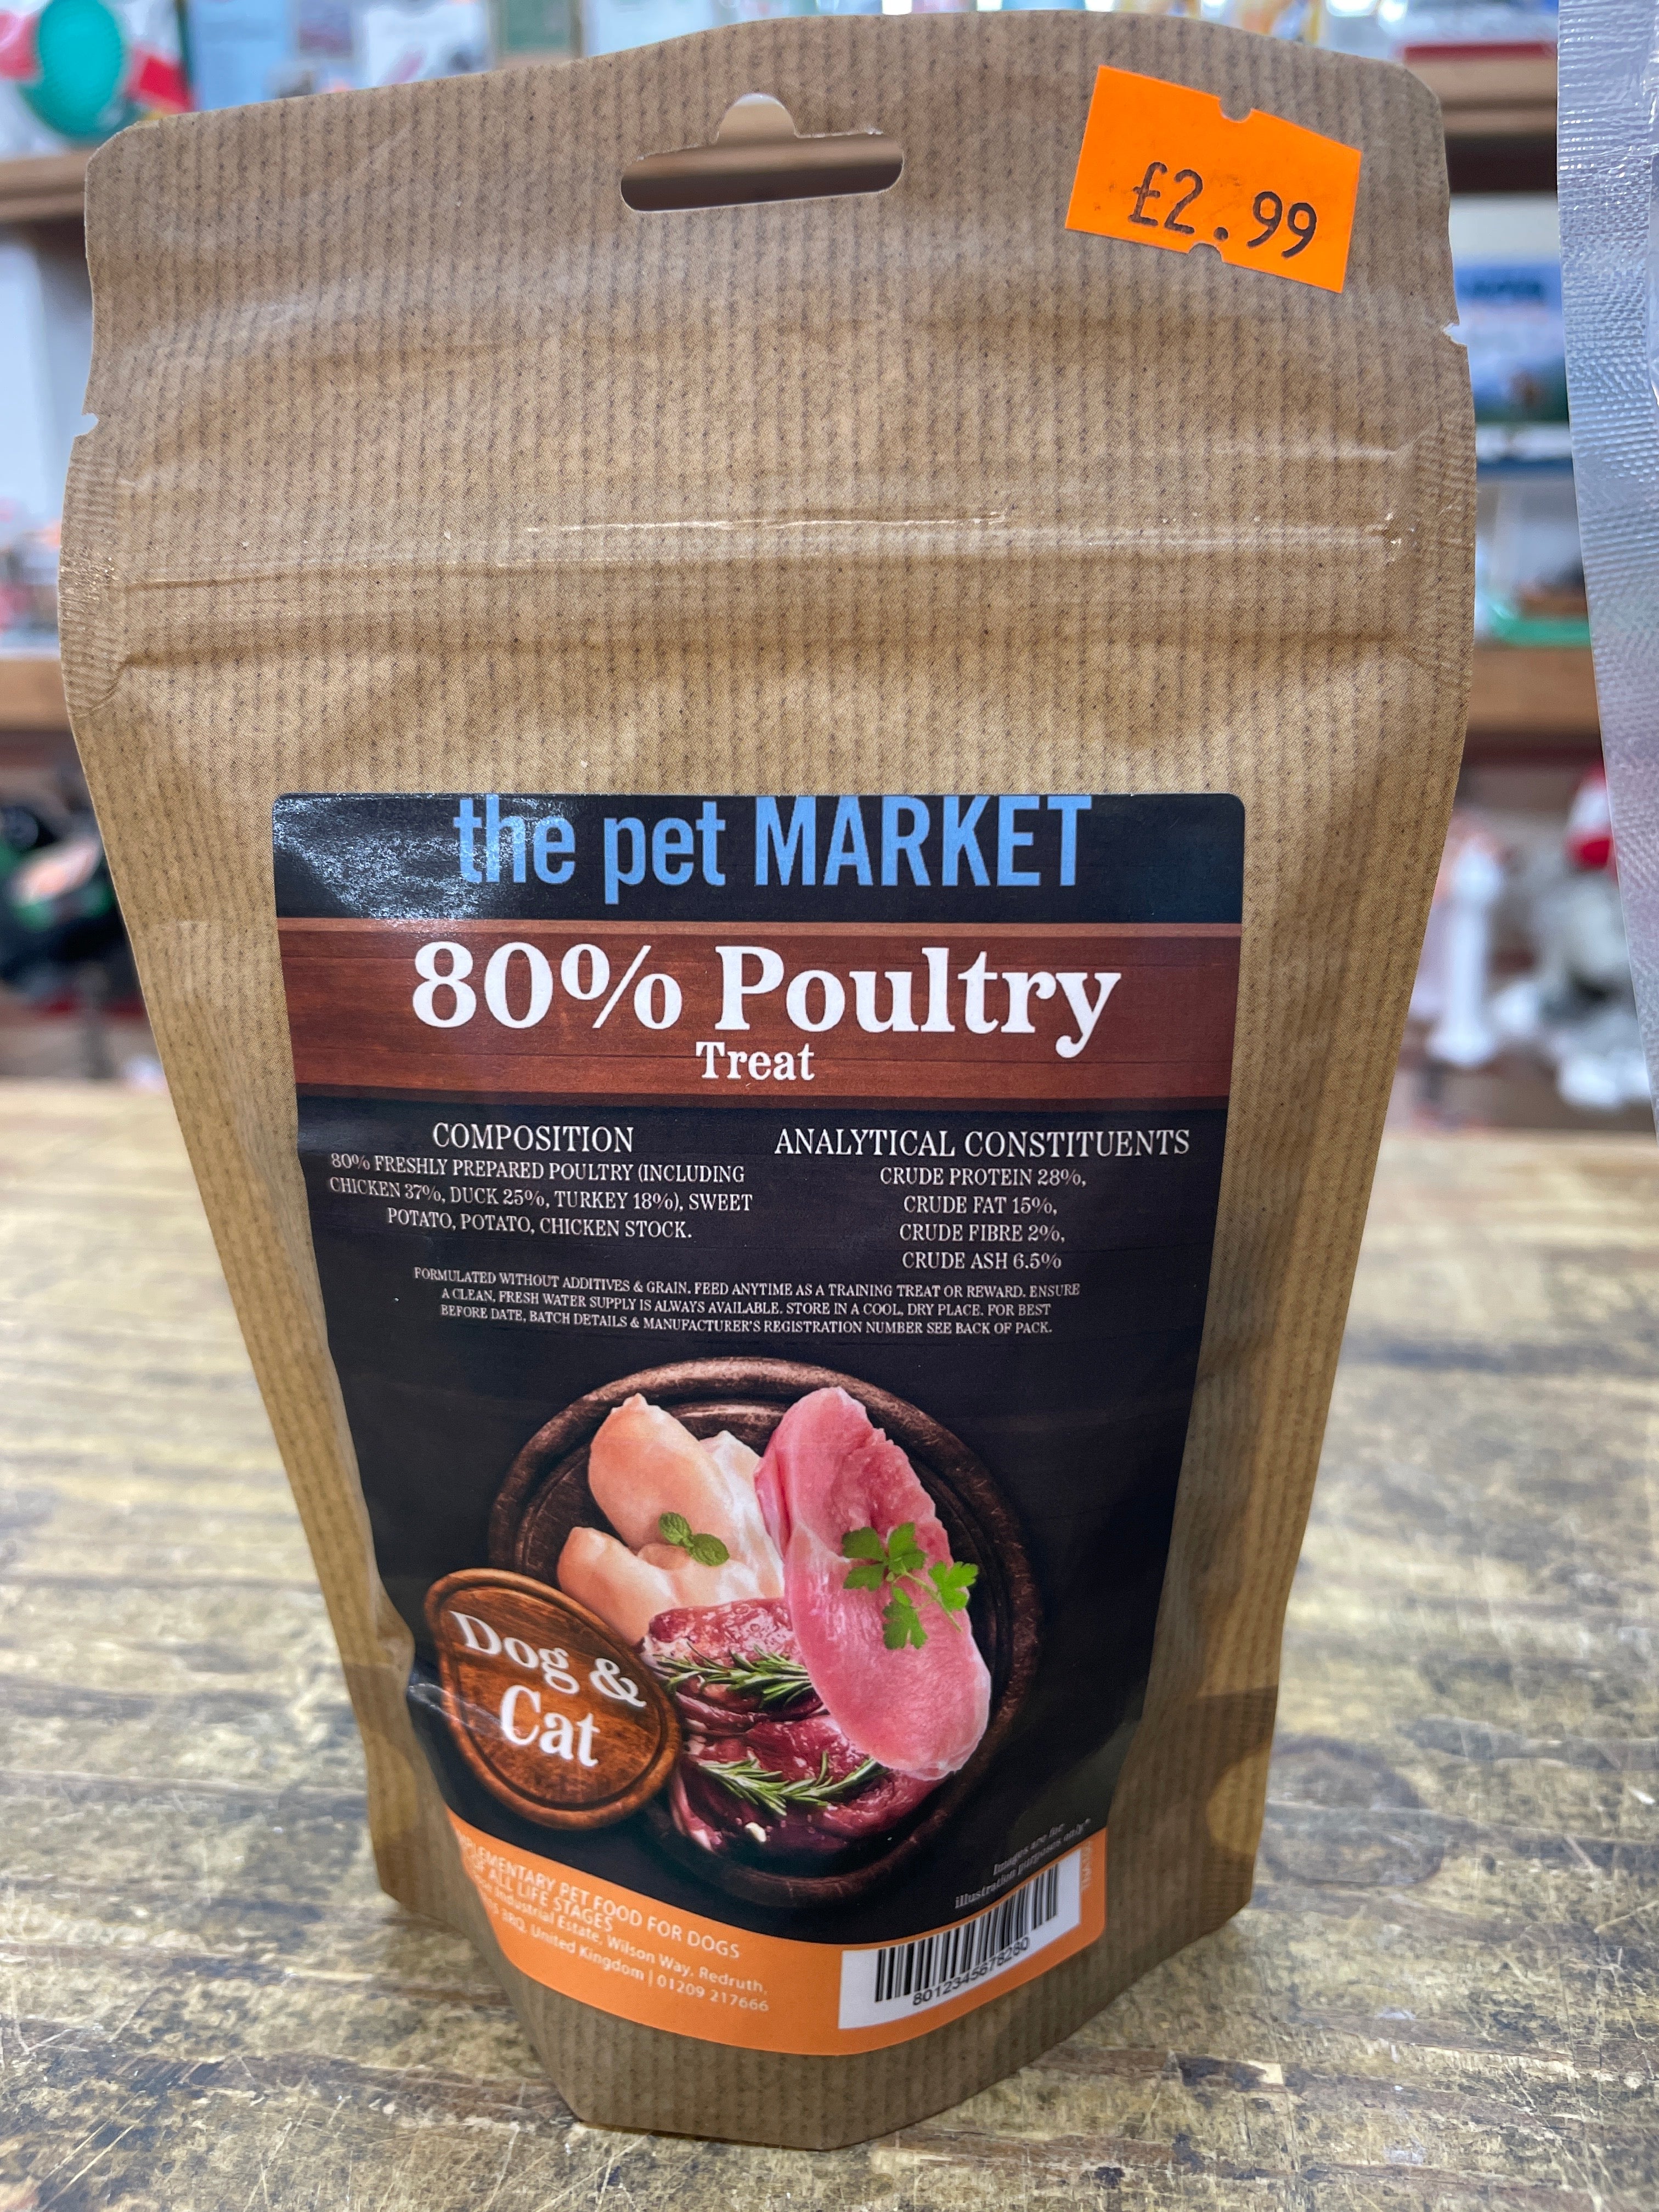 £2.99
the pet MARKET
80% Poultry
Treat
COMPOSITION
80% FRESHLY PREPARED POULTRY (INCLUDING
CHICKEN 37%, DUCK 25%, TURKEY 18%), SWEET
POTATO, POTATO, CHICKEN STOCK.
ANALYTICAL CONSTITUENTS
CRUDE PROTEIN 28%,
CRUDE FAT 15%,
CRUDE FIBRE 2%,
CRUDE ASH 6.5%
FORMULATED WITHOUT ADDITIVES & GRAIN. FEED ANYTIME AS A TRAINING TREAT OR REWARD. ENSURE
A CLEAN, FRESH WATER SUPPLY IS ALWAYS AVAILABLE. STORE IN A COOL, DRY PLACE. FOR BEST
BEFORE DATE, BATCH DETAILS & MANUFACTURER'S REGISTRATION NUMBER SEE BACK OF PACK.
Dog &
Cat
Images are for
illustration purposes only*
PET FOOD FOR DOGS
OF ALL LIFE STAGES
Industrial Estate, Wilson Way, Redruth,
3RQ. United Kingdom | 01209 217666
8012345678280